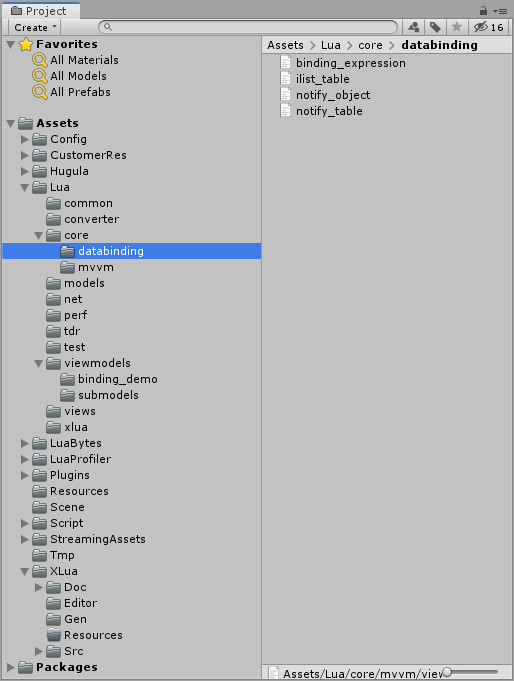 Project
Create
16
Favorites
All Materials
All Models
All Prefabs
Assets
Config
CustomerRes
Hugula
Lua
common
converter
core
databinding
mvvm
models
net
perf
tdr
test
viewmodels
binding_demo
submodels
views
xlua
LuaBytes
LuaProfiler
Plugins
Resources
Scene
Script
StreamingAssets
Tmp
XLua
Doc
Editor
Gen
Resources
Src
Packages
Assets > Lua > core > databinding
binding_expression
ilist_table
notify_object
notify_table
Assets/Lua/core/mvvm/view